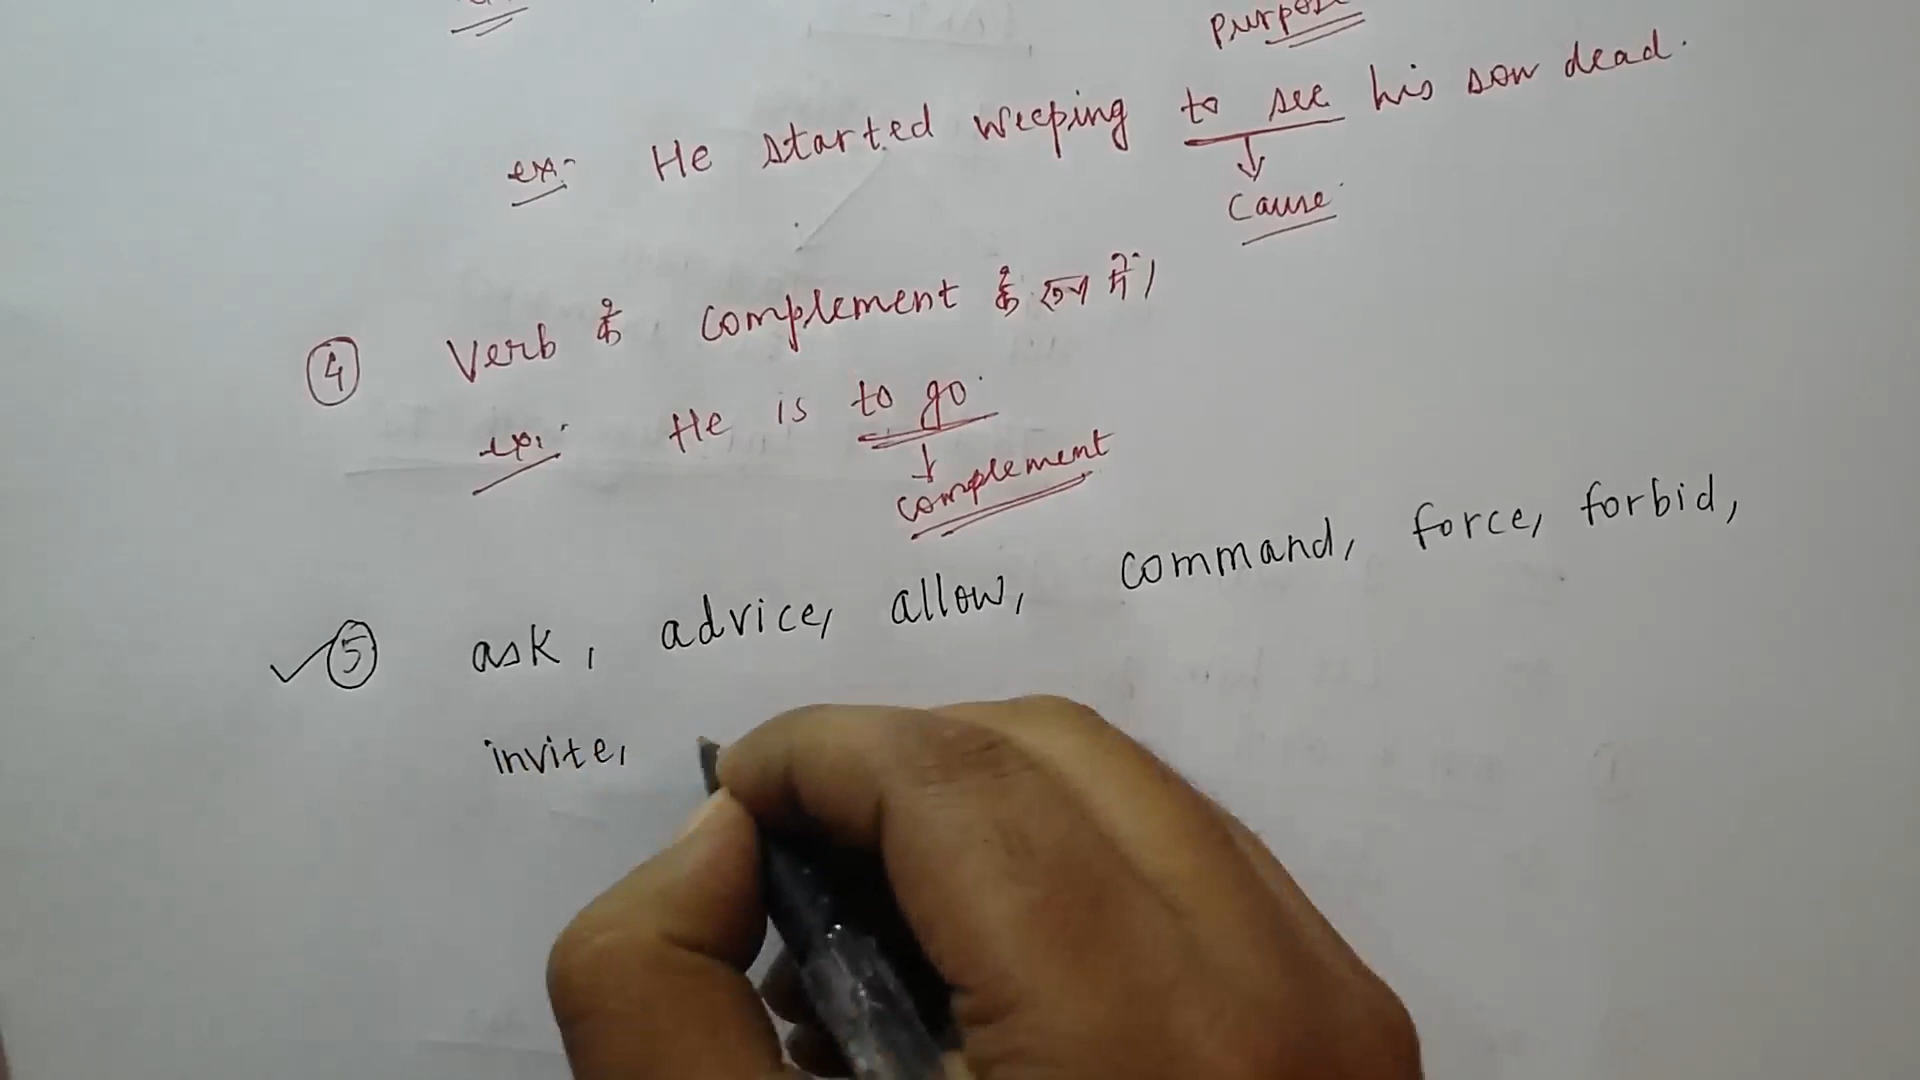 ex:- He started weeping to see his son dead.
Cause
④ Verb के complement के रूप में।
ex:- He is to go.
complement
⑤ ask, advice, allow, command, force, forbid,
invite,